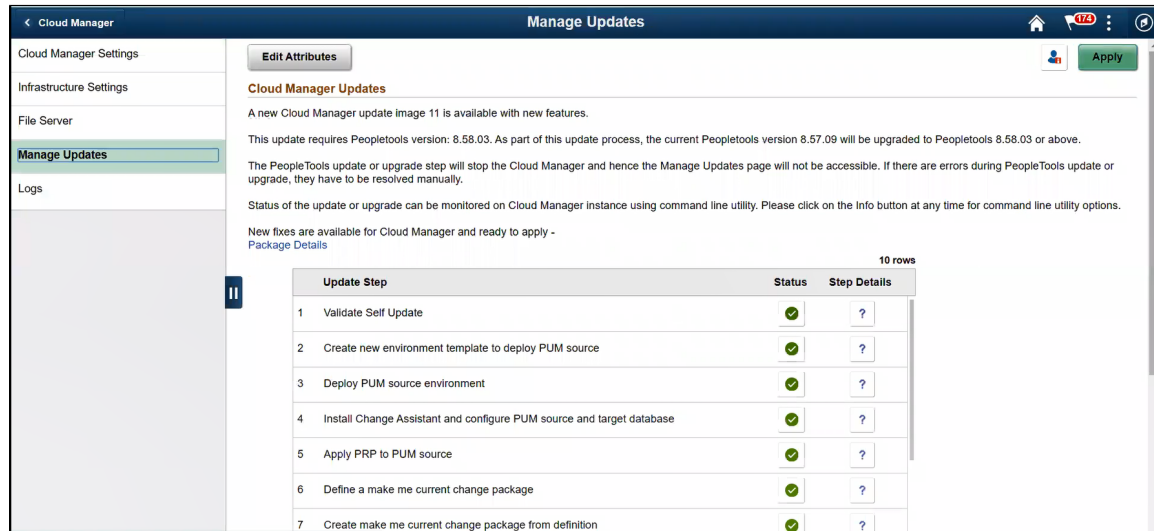 Cloud Manager
Manage Updates
174
Cloud Manager Settings
Infrastructure Settings
File Server
Manage Updates
Logs
Edit Attributes
Apply
Cloud Manager Updates
A new Cloud Manager update image 11 is available with new features.
This update requires Peopletools version: 8.58.03. As part of this update process, the current Peopletools version 8.57.09 will be upgraded to Peopletools 8.58.03 or above.
The PeopleTools update or upgrade step will stop the Cloud Manager and hence the Manage Updates page will not be accessible. If there are errors during PeopleTools update or
upgrade, they have to be resolved manually.
Status of the update or upgrade can be monitored on Cloud Manager instance using command line utility. Please click on the Info button at any time for command line utility options.
New fixes are available for Cloud Manager and ready to apply -
Package Details
10 rows
Update Step Status Step Details
1 Validate Self Update ?
2 Create new environment template to deploy PUM source ?
3 Deploy PUM source environment ?
4 Install Change Assistant and configure PUM source and target database ?
5 Apply PRP to PUM source ?
6 Define a make me current change package ?
7 Create make me current change package from definition ?